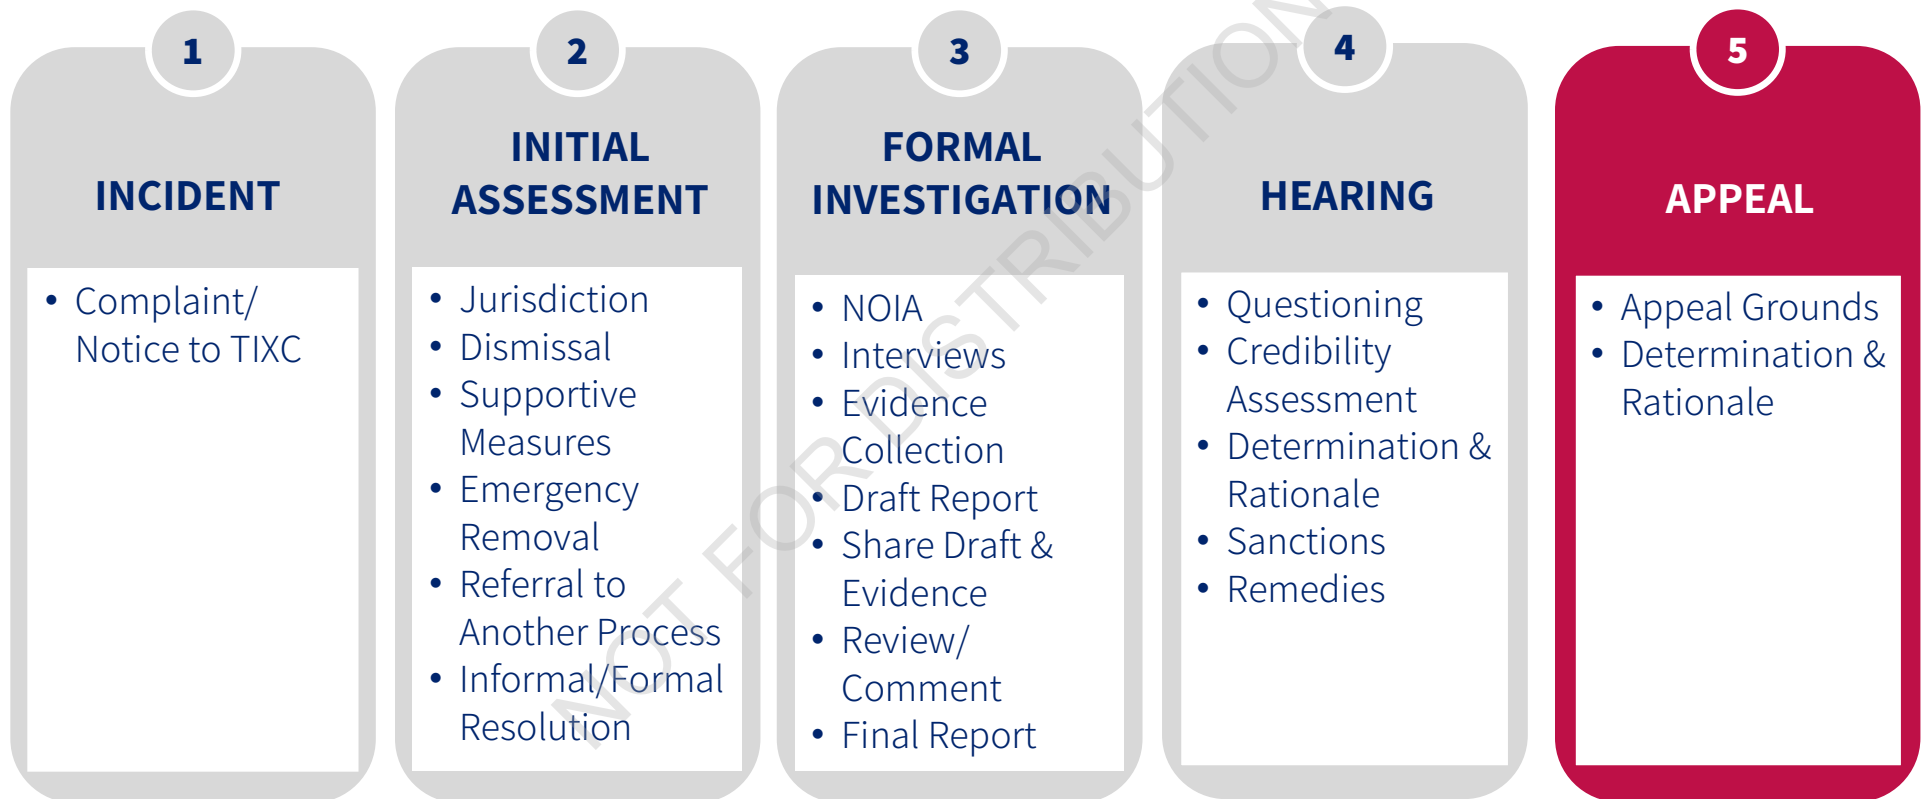 1
INCIDENT
• Complaint/
Notice to TIXC
2
INITIAL
ASSESSMENT
• Jurisdiction
• Dismissal
• Supportive
Measures
• Emergency
Removal
• Referral to
Another Process
• Informal/Formal
Resolution
3
FORMAL
INVESTIGATION
• NOIA
• Interviews
• Evidence
Collection
• Draft Report
• Share Draft &
Evidence
• Review/
Comment
• Final Report
4
HEARING
• Questioning
• Credibility
Assessment
• Determination &
Rationale
• Sanctions
• Remedies
5
APPEAL
• Appeal Grounds
• Determination &
Rationale
NOT FOR DISTRIBUTION